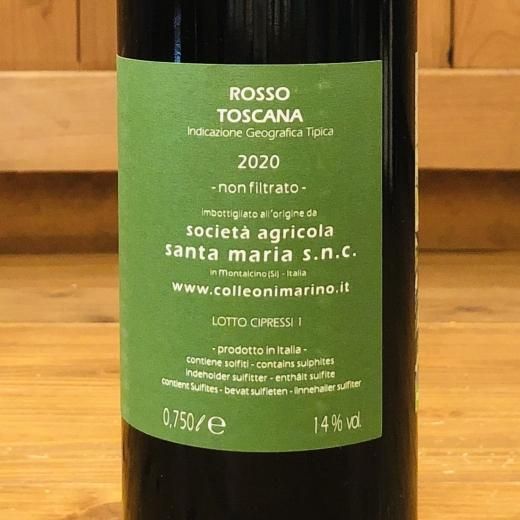 ROSSO
TOSCANA
Indicazione Geografica Tipica
2020
- non filtrato -
imbottigliato all'origine da
società agricola
santa maria s.n.c.
in Montalcino (Si) - Italia
www.colleonimarino.it
LOTTO CIPRESSI 1
- prodotto in Italia -
contiene solfiti - contains sulphites
indeholder sulfitter - enthält sulfite
contient Sulfites - bevat sulfieten - innehaller sulfiter
0,750ℓ ℮
14% vol.